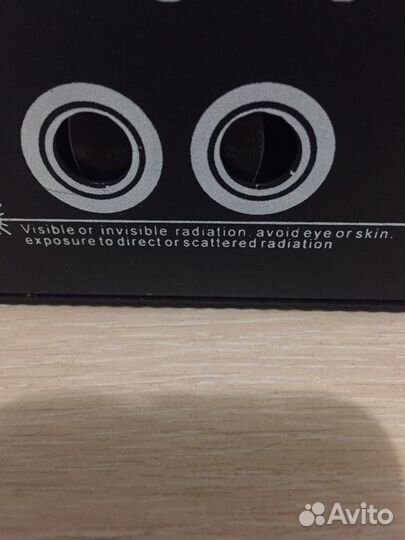 Visible or invisible radiation. avoid eye or skin.
exposure to direct or scattered radiation
Avito